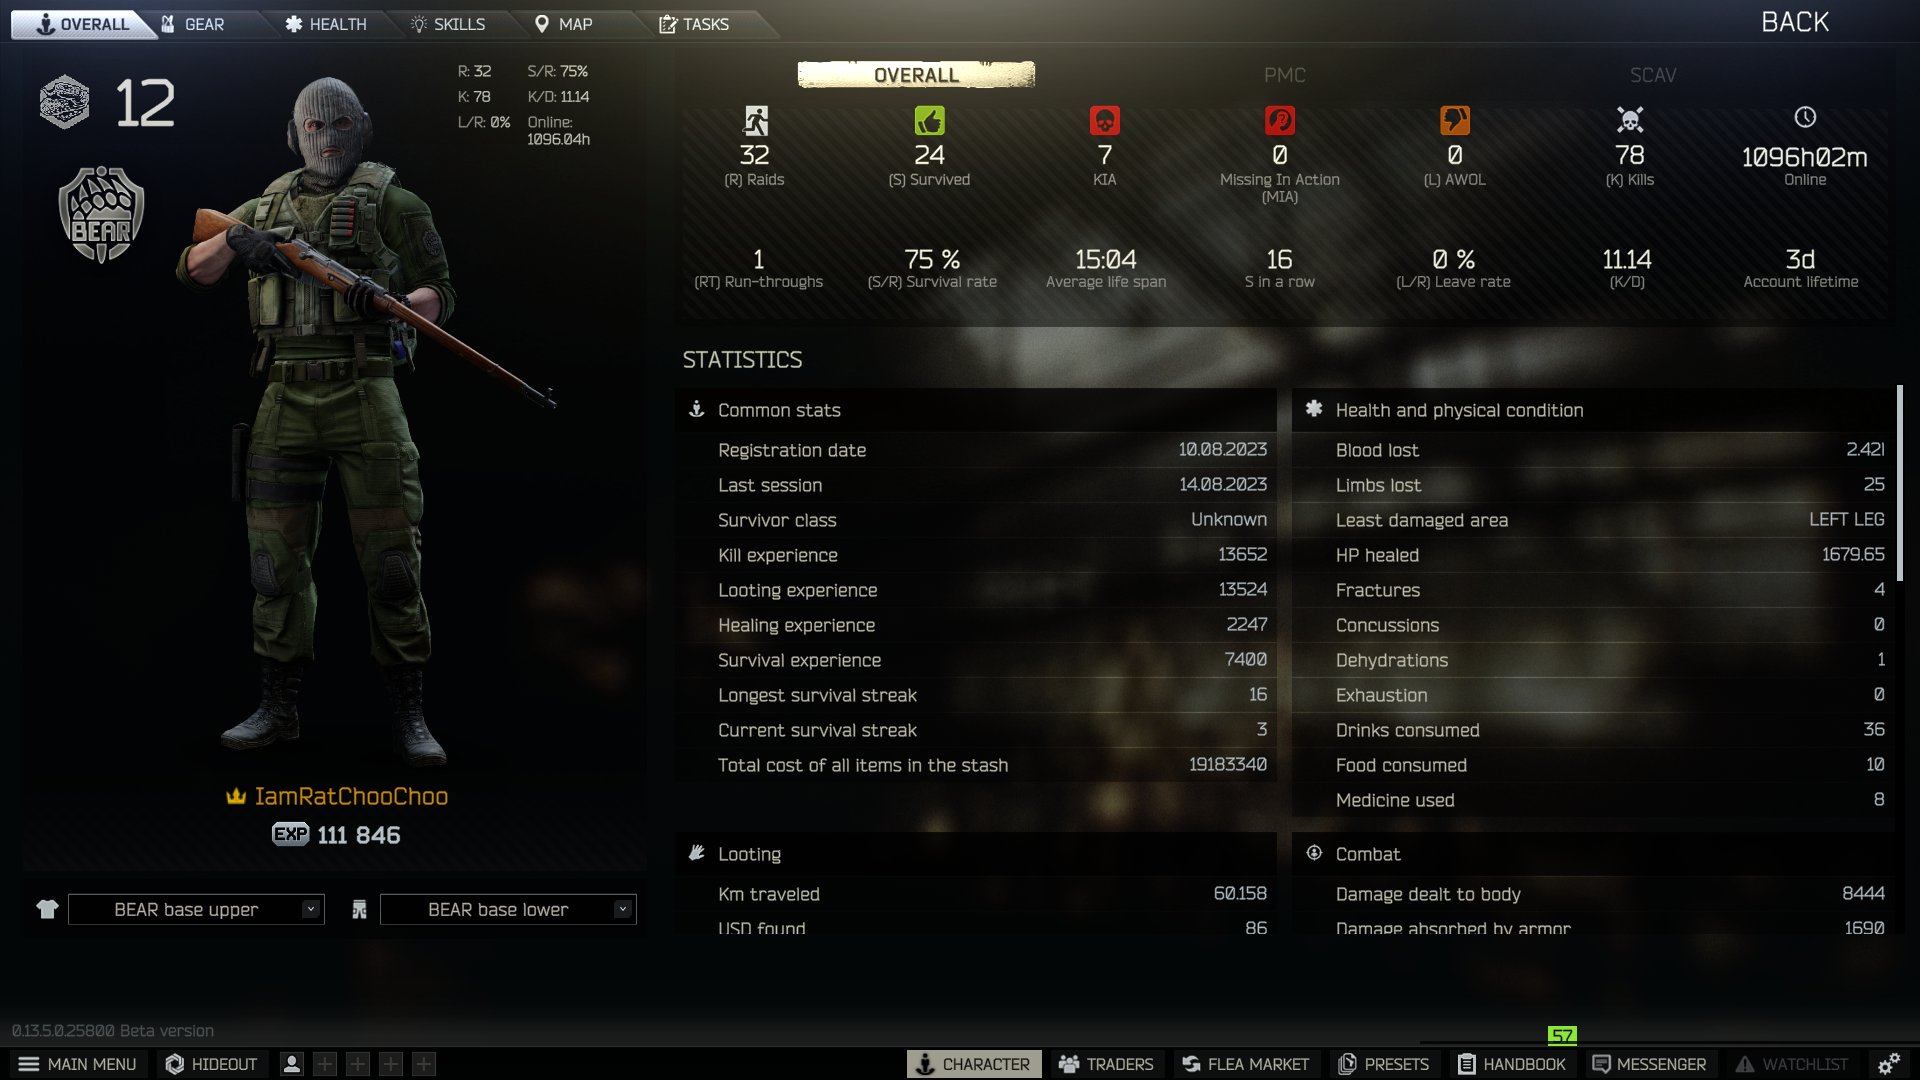 OVERALL
GEAR
HEALTH
SKILLS
MAP
TASKS
BACK
12
BEAR
R: 32
S/R: 75%
K: 78
K/D: 11.14
L/R: 0%
Online:
1096.04h
OVERALL
PMC
SCAV
32
(R) Raids
24
(S) Survived
7
KIA
0
Missing In Action
(MIA)
0
(L) AWOL
78
(K) Kills
1096h02m
Online
1
(RT) Run-throughs
75 %
(S/R) Survival rate
15:04
Average life span
16
S in a row
0 %
(L/R) Leave rate
11.14
(K/D)
3d
Account lifetime
STATISTICS
Common stats
Registration date 10.08.2023
Last session 14.08.2023
Survivor class Unknown
Kill experience 13652
Looting experience 13524
Healing experience 2247
Survival experience 7400
Longest survival streak 16
Current survival streak 3
Total cost of all items in the stash 19183340
Health and physical condition
Blood lost 2.42l
Limbs lost 25
Least damaged area LEFT LEG
HP healed 1679.65
Fractures 4
Concussions 0
Dehydrations 1
Exhaustion 0
Drinks consumed 36
Food consumed 10
Medicine used 8
Looting
Km traveled 60.158
USD found 86
Combat
Damage dealt to body 8444
Damage absorbed by armor 1690
IamRatChooChoo
EXP 111 846
BEAR base upper
BEAR base lower
0.13.5.0.25800 Beta version
57
MAIN MENU
HIDEOUT
CHARACTER
TRADERS
FLEA MARKET
PRESETS
HANDBOOK
MESSENGER
WATCHLIST